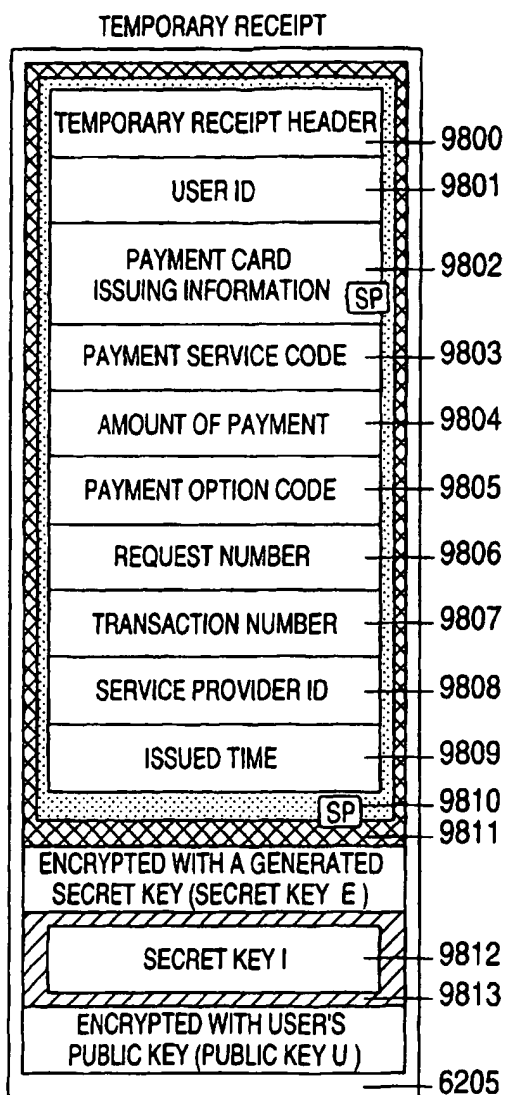 TEMPORARY RECEIPT
TEMPORARY RECEIPT HEADER
9800
USER ID
9801
PAYMENT CARD
ISSUING INFORMATION
SP
9802
PAYMENT SERVICE CODE
9803
AMOUNT OF PAYMENT
9804
PAYMENT OPTION CODE
9805
REQUEST NUMBER
9806
TRANSACTION NUMBER
9807
SERVICE PROVIDER ID
9808
ISSUED TIME
9809
SP
9810
9811
ENCRYPTED WITH A GENERATED
SECRET KEY (SECRET KEY E )
SECRET KEY I
9812
9813
ENCRYPTED WITH USER'S
PUBLIC KEY (PUBLIC KEY U )
6205